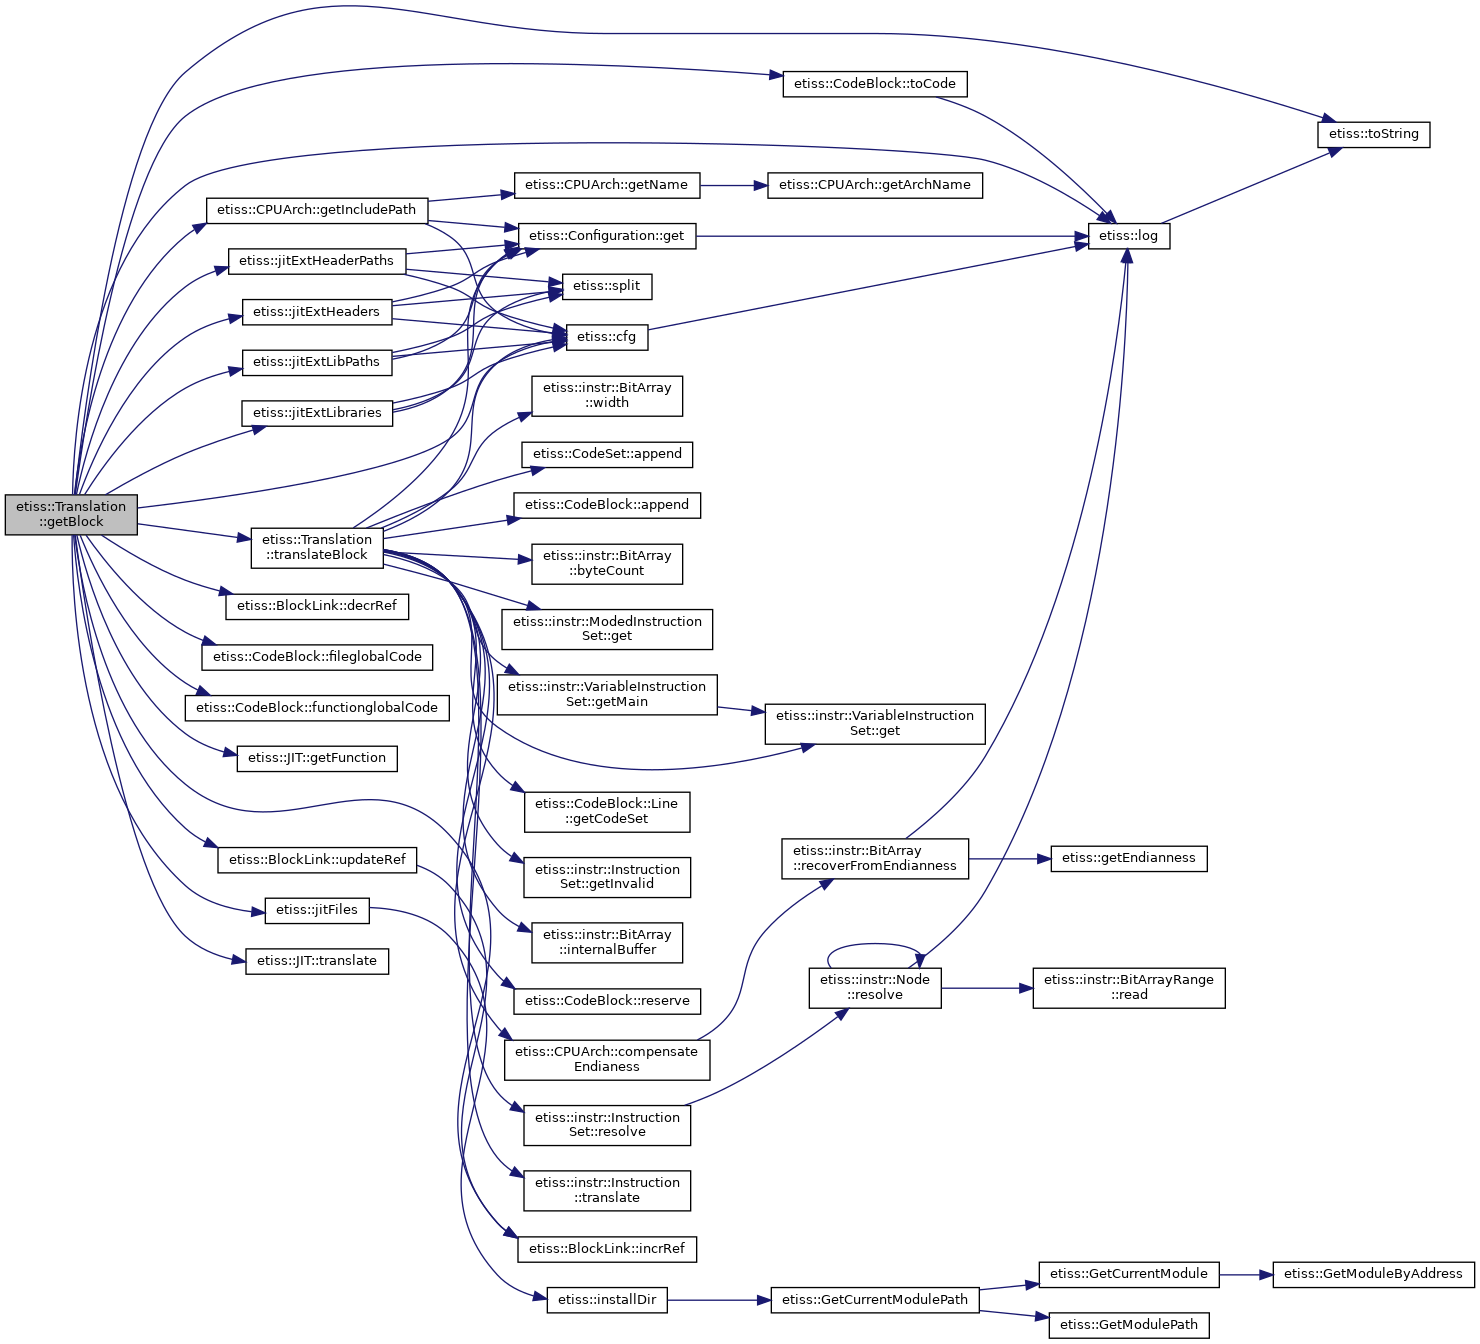 etiss::CodeBlock::toCode
etiss::toString
etiss::CPUArch::getName
etiss::CPUArch::getArchName
etiss::CPUArch::getIncludePath
etiss::Configuration::get
etiss::log
etiss::jitExtHeaderPaths
etiss::split
etiss::jitExtHeaders
etiss::cfg
etiss::jitExtLibPaths
etiss::instr::BitArray
::width
etiss::jitExtLibraries
etiss::CodeSet::append
etiss::Translation
::getBlock
etiss::CodeBlock::append
etiss::Translation
::translateBlock
etiss::instr::BitArray
::byteCount
etiss::BlockLink::decrRef
etiss::instr::ModedInstruction
Set::get
etiss::CodeBlock::fileglobalCode
etiss::instr::VariableInstruction
Set::getMain
etiss::CodeBlock::functionglobalCode
etiss::instr::VariableInstruction
Set::get
etiss::JIT::getFunction
etiss::CodeBlock::Line
::getCodeSet
etiss::BlockLink::updateRef
etiss::instr::BitArray
::recoverFromEndianness
etiss::getEndianness
etiss::instr::Instruction
Set::getInvalid
etiss::jitFiles
etiss::instr::BitArray
::internalBuffer
etiss::JIT::translate
etiss::instr::Node
::resolve
etiss::instr::BitArrayRange
::read
etiss::CodeBlock::reserve
etiss::CPUArch::compensate
Endianess
etiss::instr::Instruction
Set::resolve
etiss::instr::Instruction
::translate
etiss::BlockLink::incrRef
etiss::GetCurrentModule
etiss::GetModuleByAddress
etiss::installDir
etiss::GetCurrentModulePath
etiss::GetModulePath